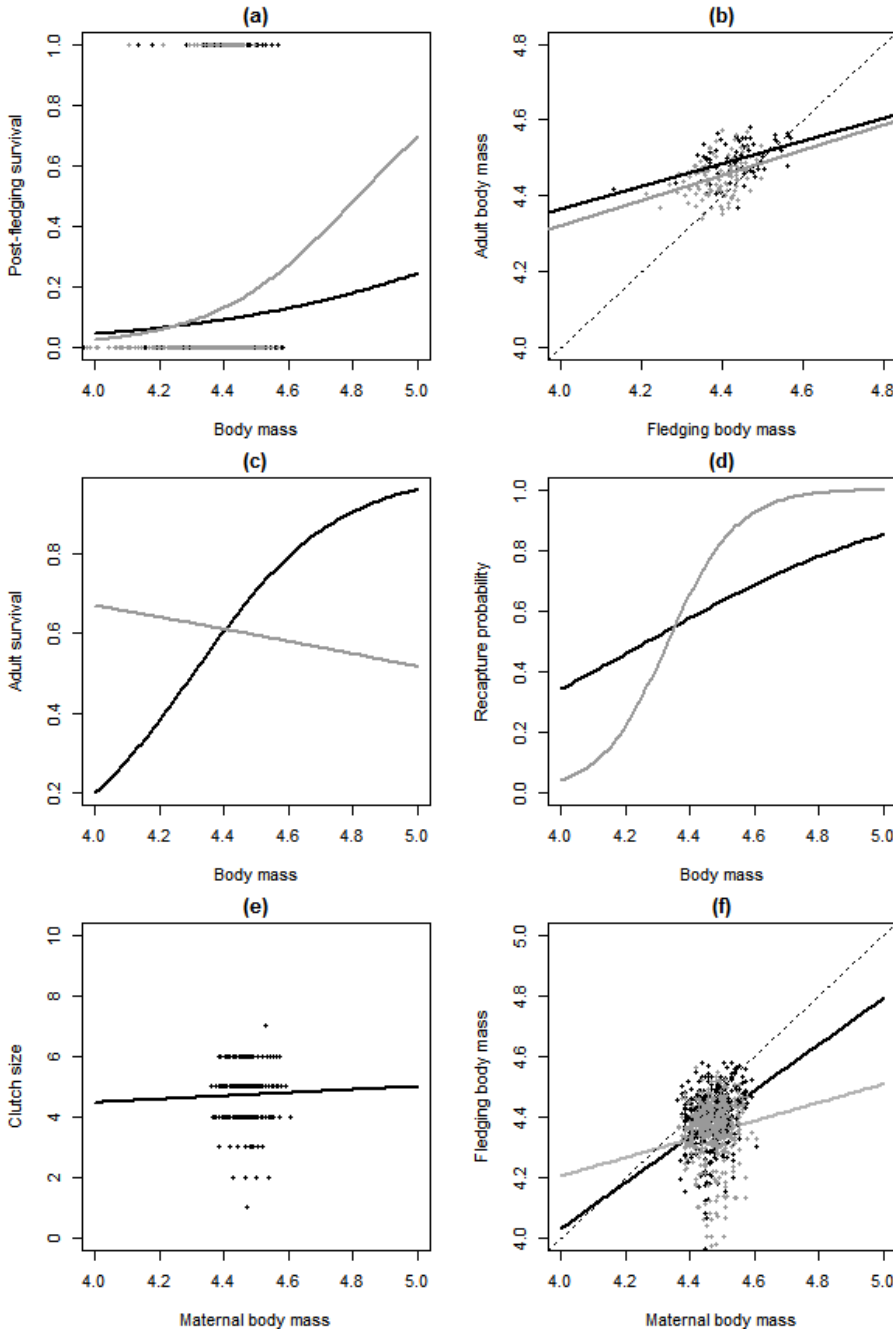 (a)
Post-fledging survival
0.0 0.2 0.4 0.6 0.8 1.0
4.0 4.2 4.4 4.6 4.8 5.0
Body mass
(b)
Adult body mass
4.0 4.2 4.4 4.6 4.8
4.0 4.2 4.4 4.6 4.8
Fledging body mass
(c)
Adult survival
0.2 0.4 0.6 0.8
4.0 4.2 4.4 4.6 4.8 5.0
Body mass
(d)
Recapture probability
0.0 0.2 0.4 0.6 0.8 1.0
4.0 4.2 4.4 4.6 4.8 5.0
Body mass
(e)
Clutch size
0 2 4 6 8 10
4.0 4.2 4.4 4.6 4.8 5.0
Maternal body mass
(f)
Fledging body mass
4.0 4.2 4.4 4.6 4.8 5.0
4.0 4.2 4.4 4.6 4.8 5.0
Maternal body mass